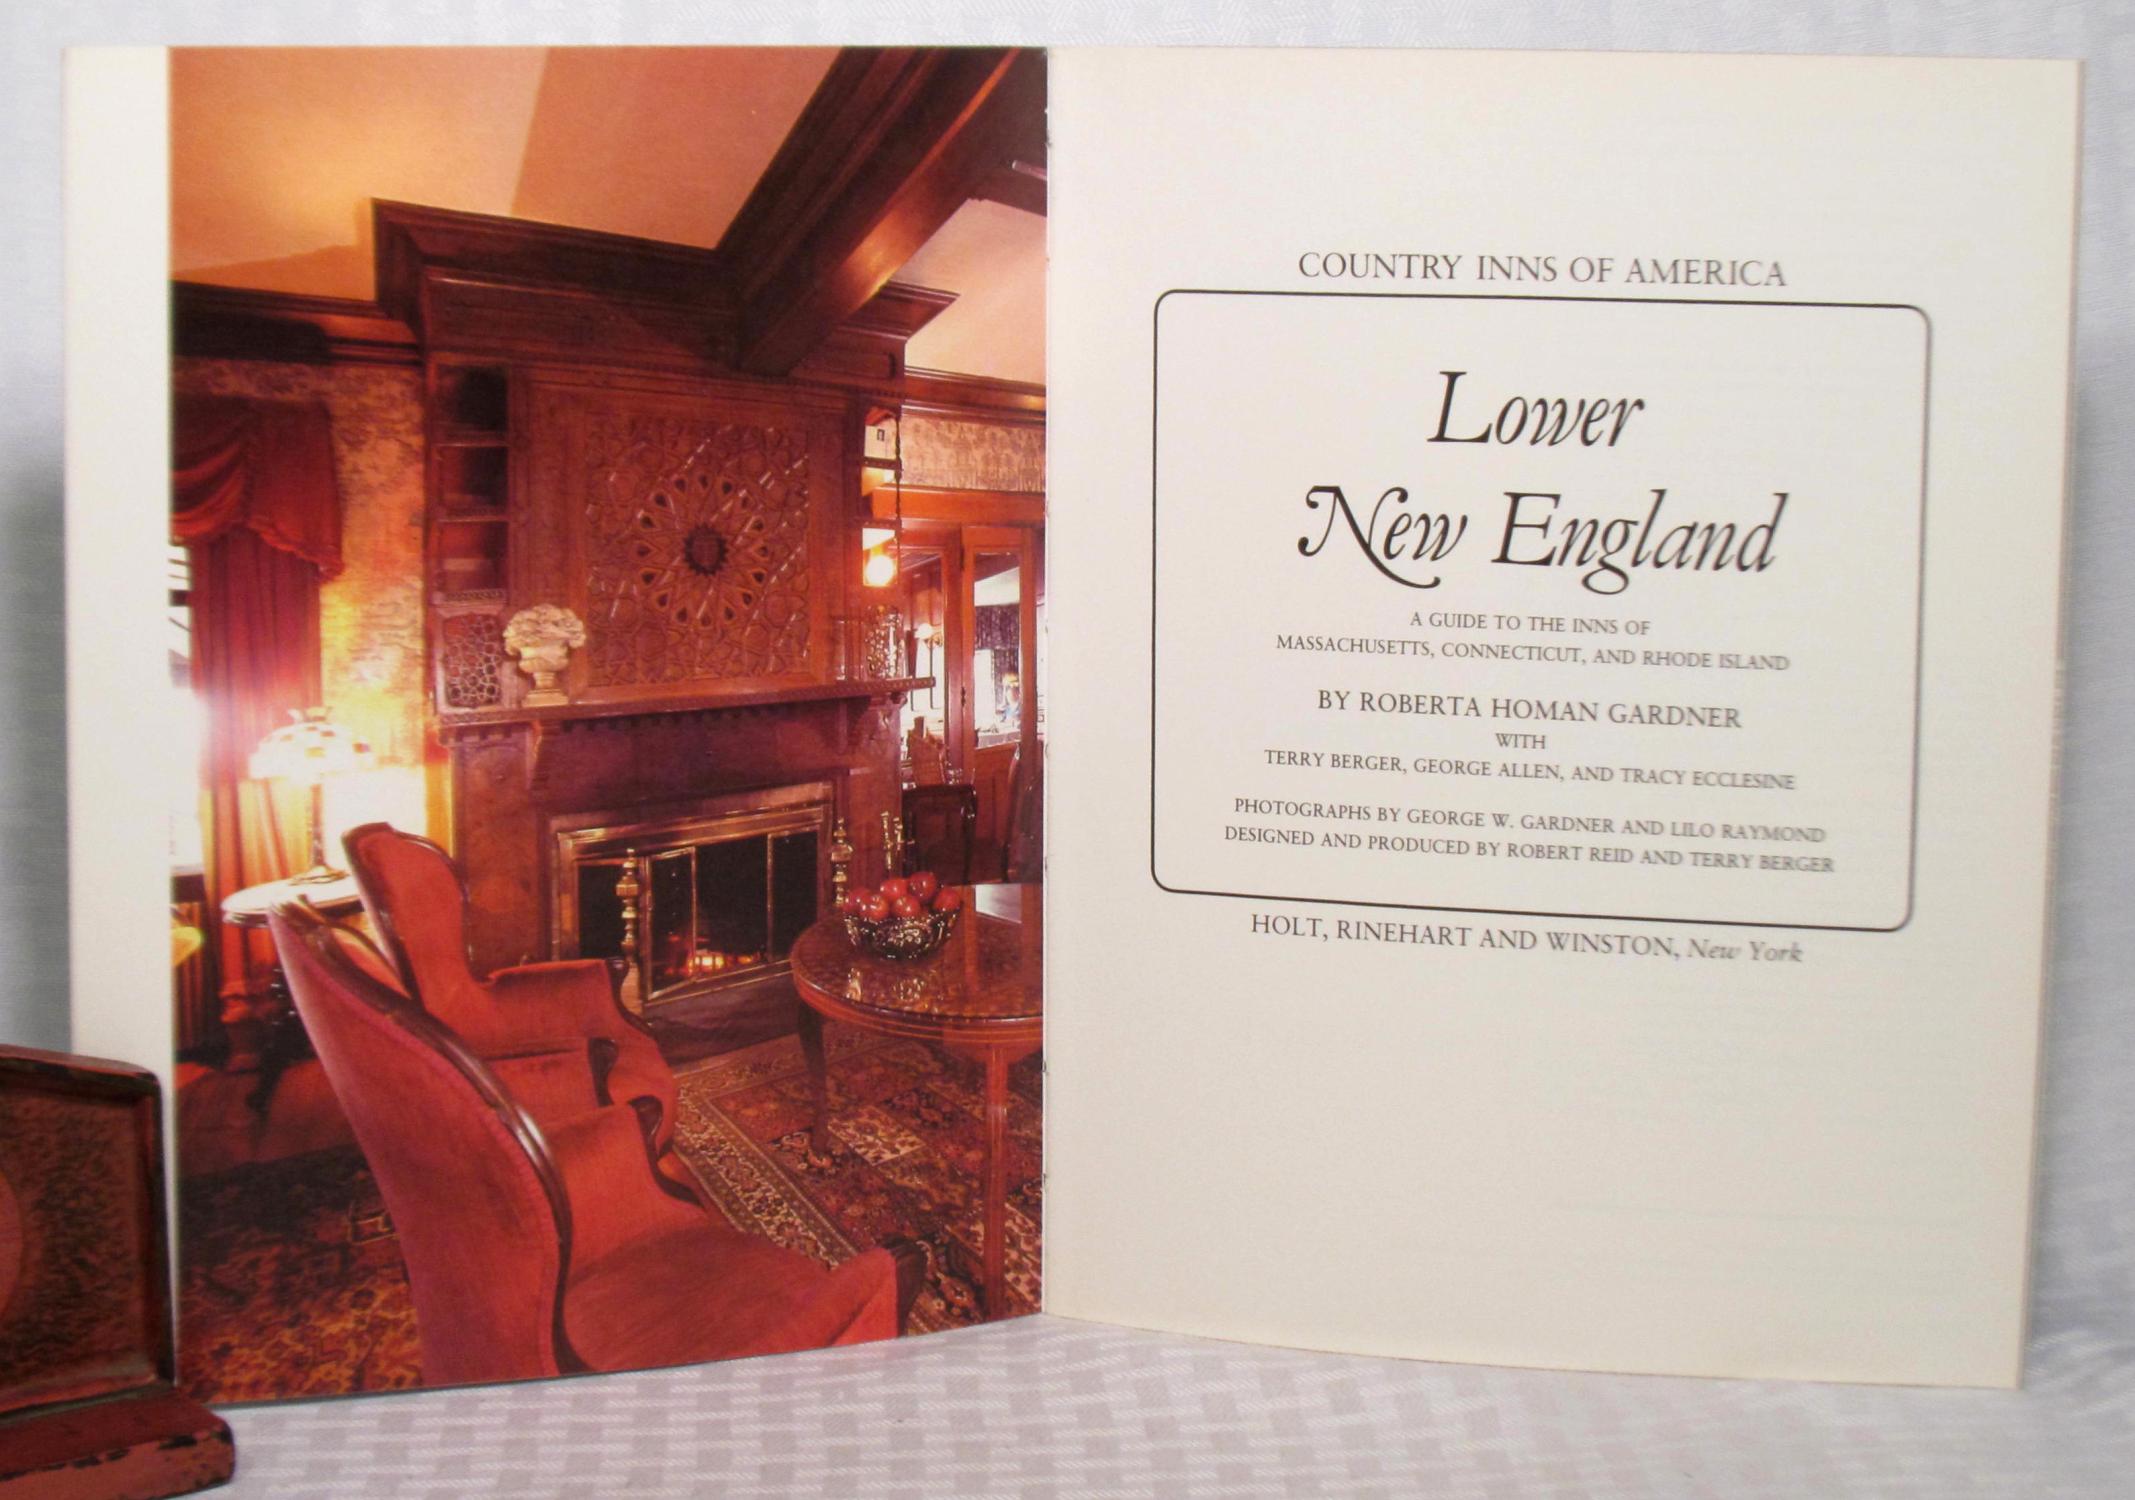 COUNTRY INNS OF AMERICA
Lower
New England
A GUIDE TO THE INNS OF
MASSACHUSETTS, CONNECTICUT, AND RHODE ISLAND
BY ROBERTA HOMAN GARDNER
WITH
TERRY BERGER, GEORGE ALLEN, AND TRACY ECCLESINE
PHOTOGRAPHS BY GEORGE W. GARDNER AND LILO RAYMOND
DESIGNED AND PRODUCED BY ROBERT REID AND TERRY BERGER
HOLT, RINEHART AND WINSTON, New York